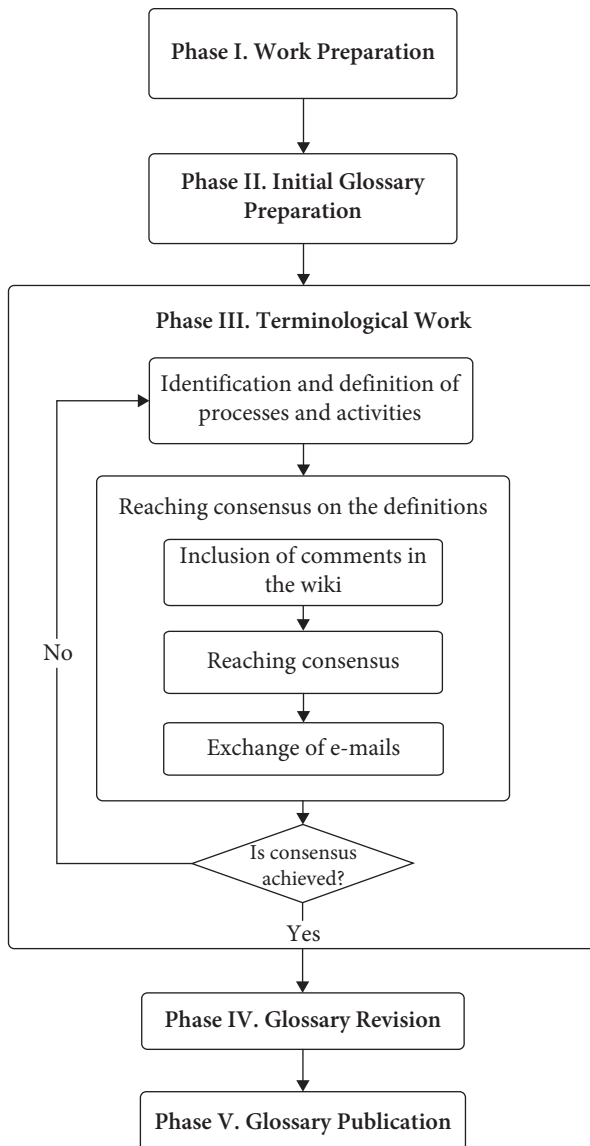 Phase I. Work Preparation
Phase II. Initial Glossary
Preparation
Phase III. Terminological Work
Identification and definition of
processes and activities
Reaching consensus on the definitions
Inclusion of comments in
the wiki
Reaching consensus
Exchange of e-mails
No
Is consensus
achieved?
Yes
Phase IV. Glossary Revision
Phase V. Glossary Publication